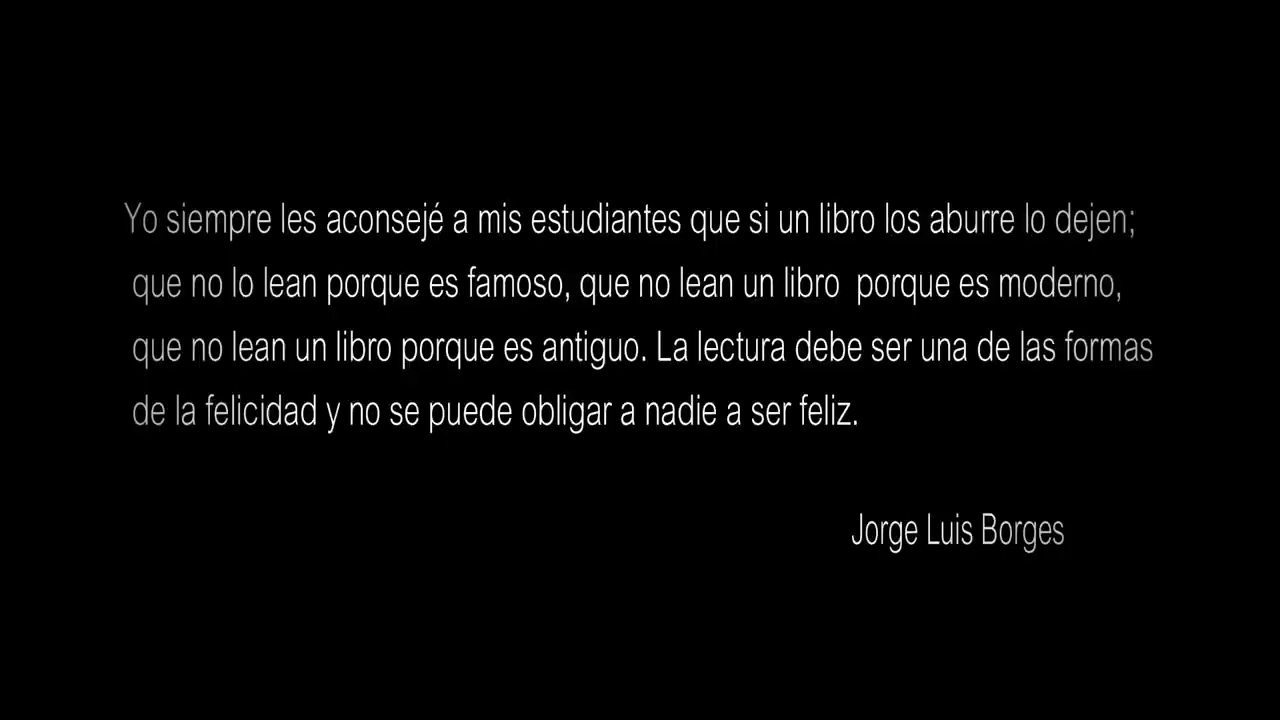 Yo siempre les aconsejé a mis estudiantes que si un libro los aburre lo dejen;
que no lo lean porque es famoso, que no lean un libro porque es moderno,
que no lean un libro porque es antiguo. La lectura debe ser una de las formas
de la felicidad y no se puede obligar a nadie a ser feliz.
Jorge Luis Borges